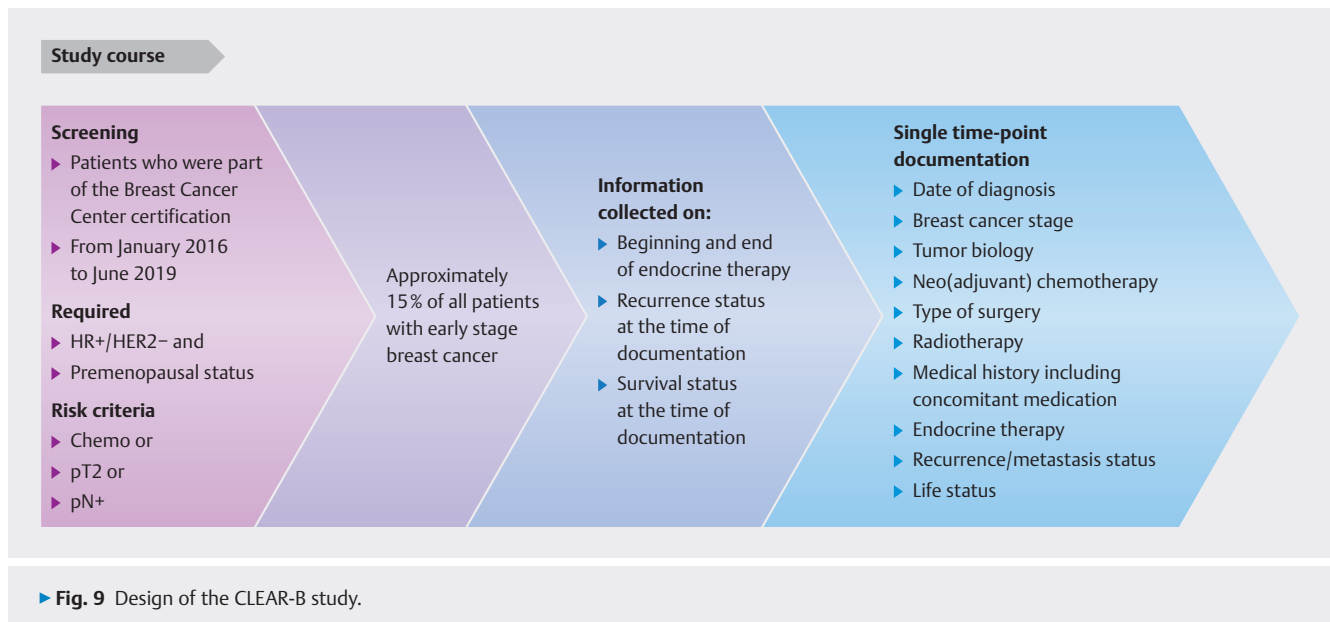 Study course
Screening
▶ Patients who were part
of the Breast Cancer
Center certification
▶ From January 2016
to June 2019
Required
▶ HR+/HER2− and
▶ Premenopausal status
Risk criteria
▶ Chemo or
▶ pT2 or
▶ pN+
Approximately
15 % of all patients
with early stage
breast cancer
Information
collected on:
▶ Beginning and end
of endocrine therapy
▶ Recurrence status
at the time of
documentation
▶ Survival status
at the time of
documentation
Single time-point
documentation
▶ Date of diagnosis
▶ Breast cancer stage
▶ Tumor biology
▶ Neo(adjuvant) chemotherapy
▶ Type of surgery
▶ Radiotherapy
▶ Medical history including
concomitant medication
▶ Endocrine therapy
▶ Recurrence/metastasis status
▶ Life status
▶ Fig. 9 Design of the CLEAR-B study.